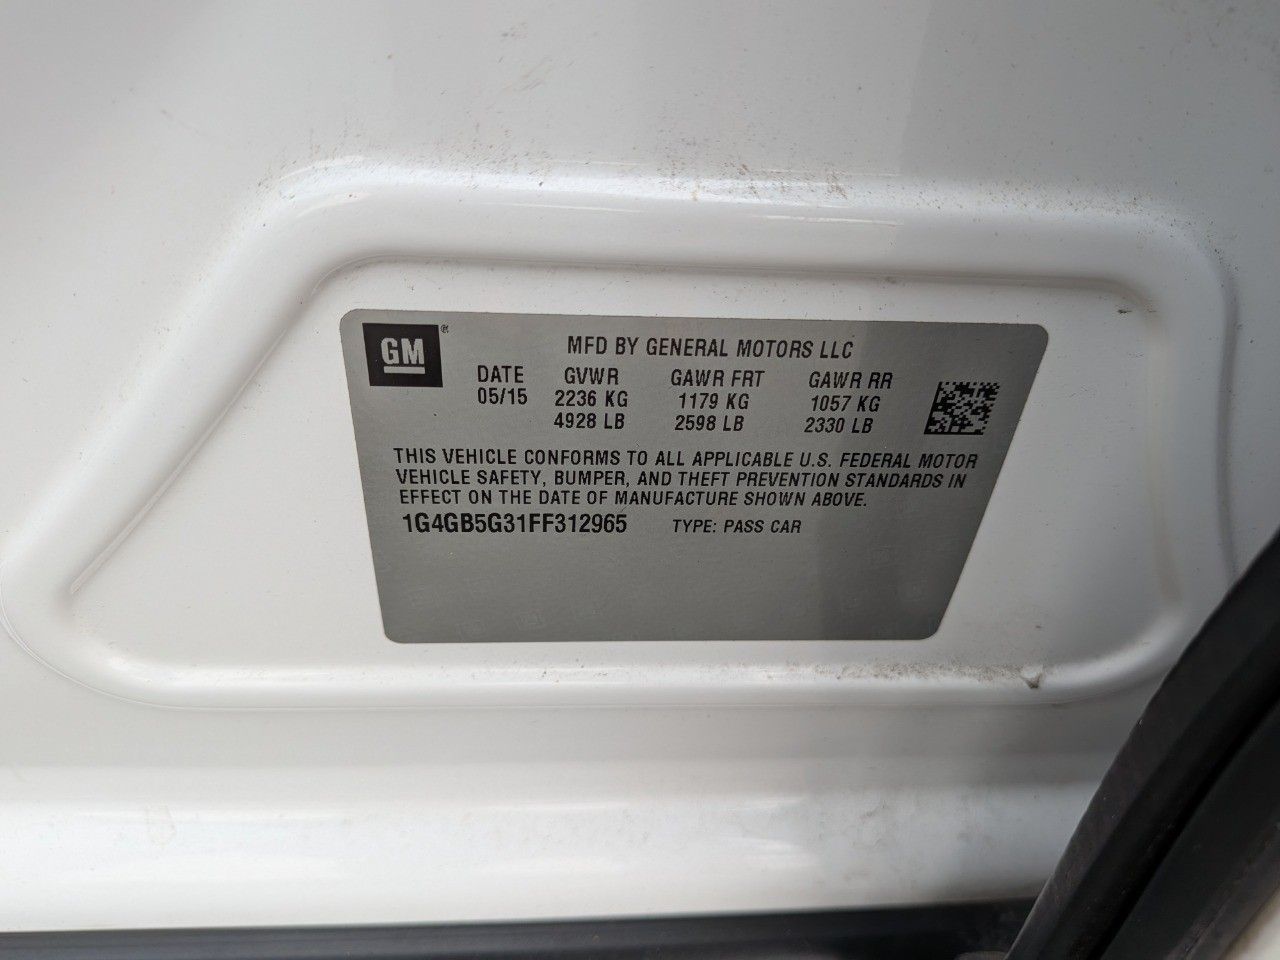 GM®
MFD BY GENERAL MOTORS LLC
DATE GVWR GAWR FRT GAWR RR
05/15 2236 KG 1179 KG 1057 KG
4928 LB 2598 LB 2330 LB
THIS VEHICLE CONFORMS TO ALL APPLICABLE U.S. FEDERAL MOTOR
VEHICLE SAFETY, BUMPER, AND THEFT PREVENTION STANDARDS IN
EFFECT ON THE DATE OF MANUFACTURE SHOWN ABOVE.
1G4GB5G31FF312965 TYPE: PASS CAR